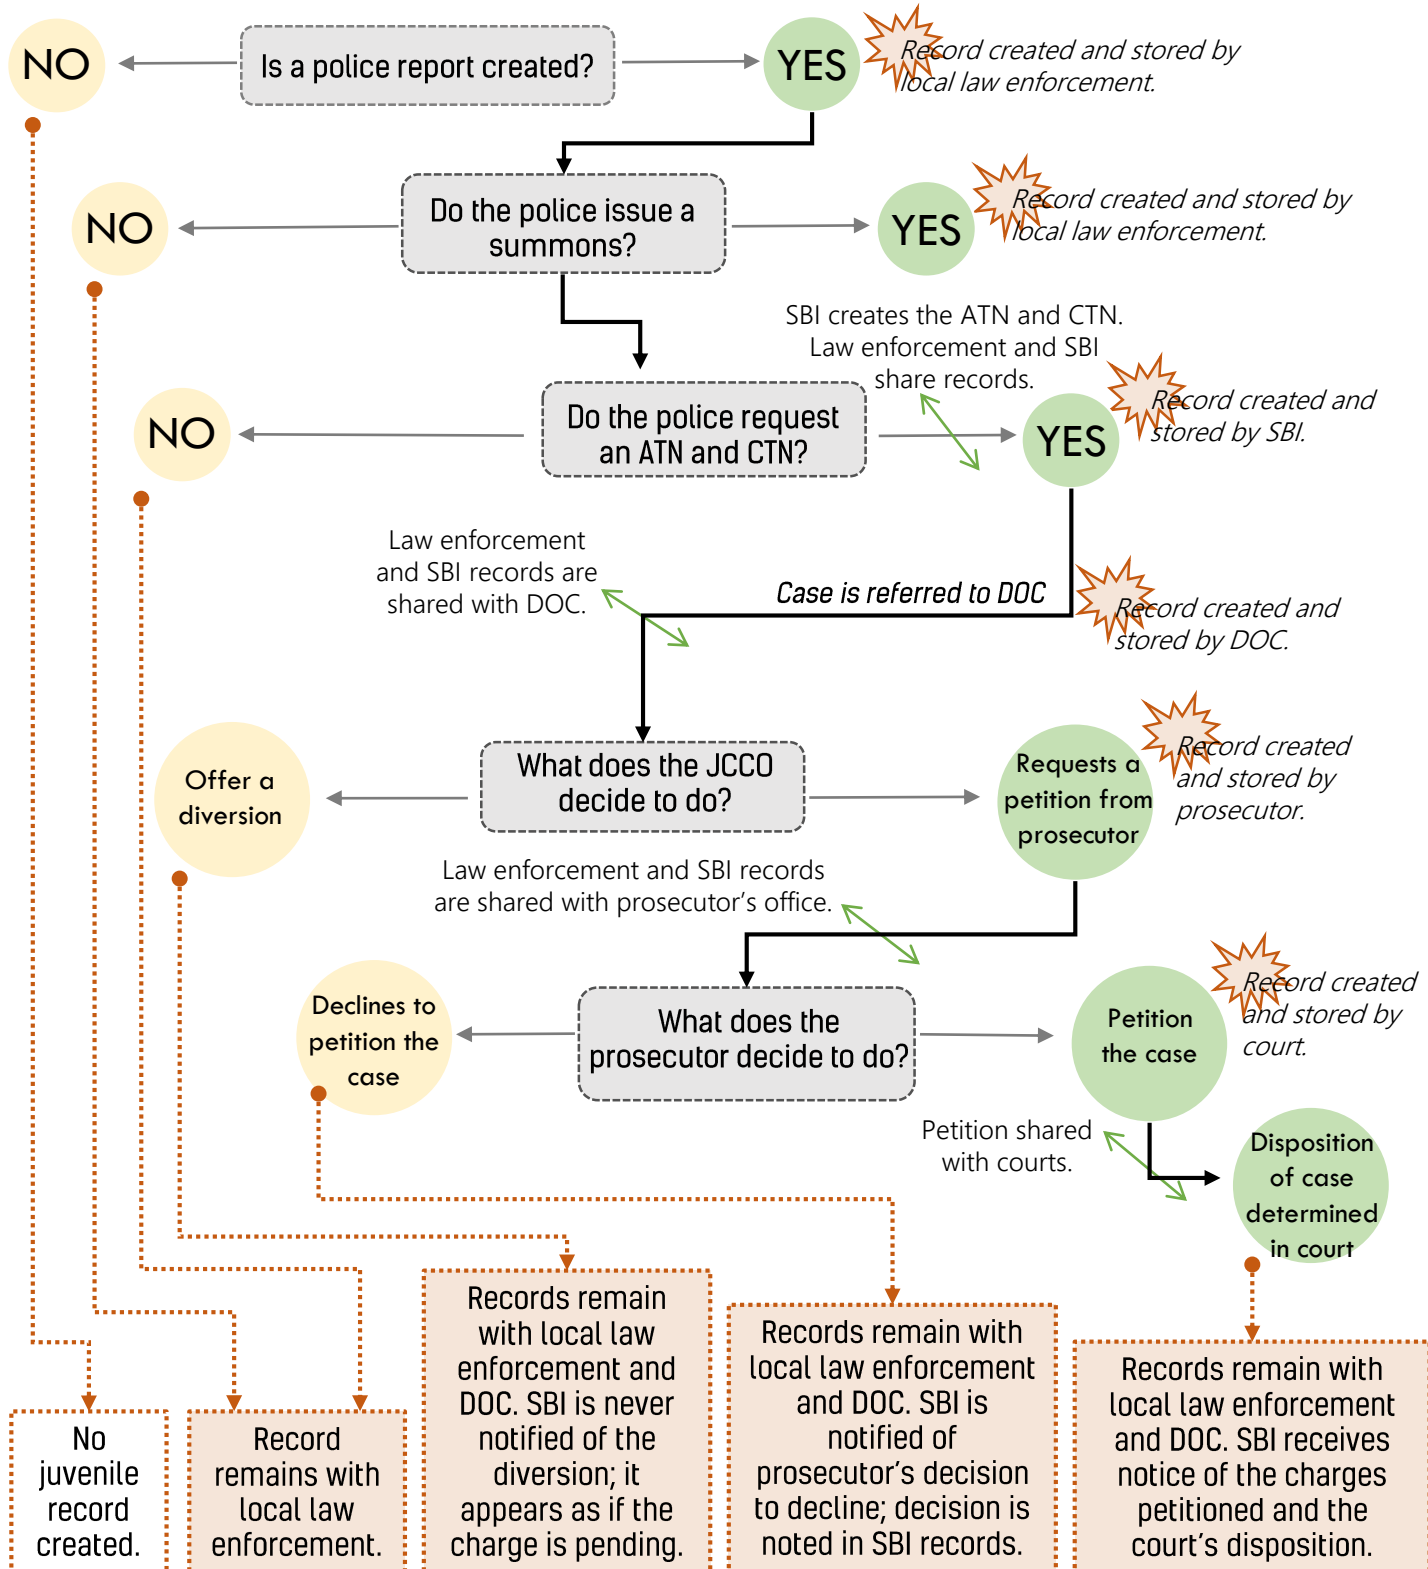 NO
Is a police report created?
YES
Record created and stored by
local law enforcement.
NO
Do the police issue a
summons?
YES
Record created and stored by
local law enforcement.
SBI creates the ATN and CTN.
Law enforcement and SBI
share records.
NO
Do the police request
an ATN and CTN?
YES
Record created and
stored by SBI.
Law enforcement
and SBI records are
shared with DOC.
Case is referred to DOC
Record created and
stored by DOC.
Offer a
diversion
What does the JCCO
decide to do?
Requests a
petition from
prosecutor
Record created
and stored by
prosecutor.
Law enforcement and SBI records
are shared with prosecutor's office.
Declines to
petition the
case
What does the
prosecutor decide to do?
Petition
the case
Record created
and stored by
court.
Petition shared
with courts.
Disposition
of case
determined
in court
No
juvenile
record
created.
Record
remains with
local law
enforcement.
Records remain
with local law
enforcement and
DOC. SBI is never
notified of the
diversion; it
appears as if the
charge is pending.
Records remain with
local law enforcement
and DOC. SBI is
notified of
prosecutor's decision
to decline; decision is
noted in SBI records.
Records remain with
local law enforcement
and DOC. SBI receives
notice of the charges
petitioned and the
court's disposition.